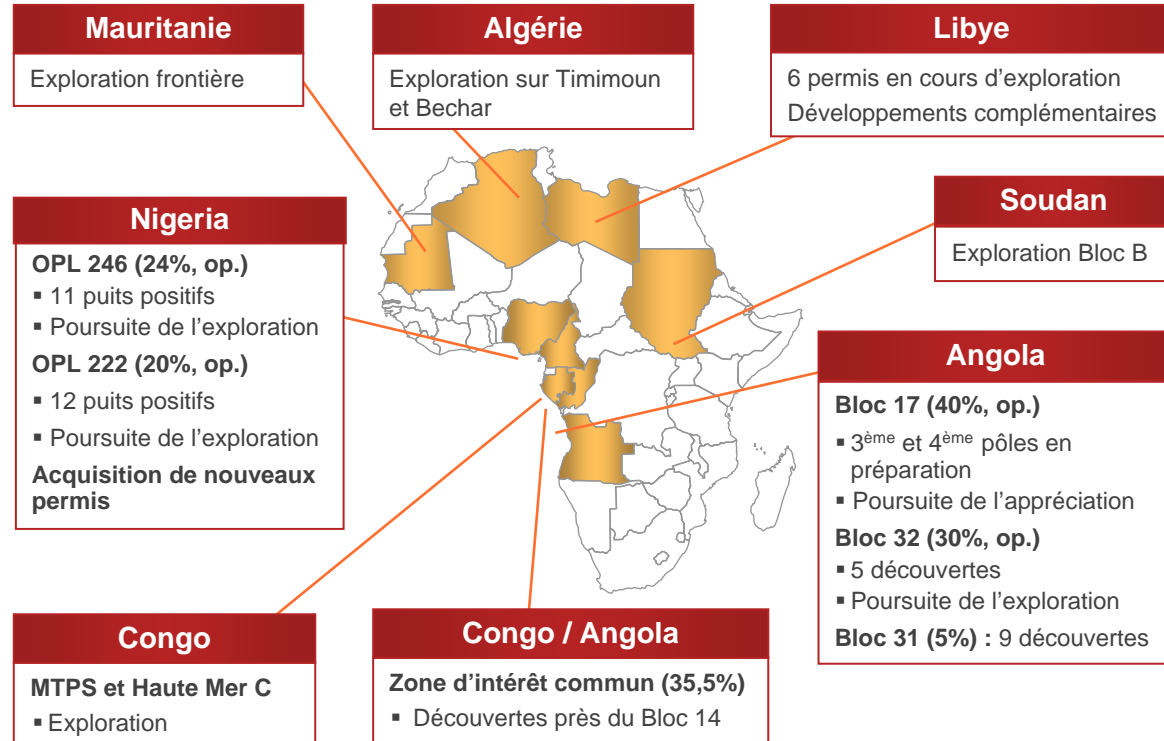 Mauritanie
Exploration frontière
Algérie
Exploration sur Timimoun
et Bechar
Libye
6 permis en cours d'exploration
Développements complémentaires
Nigeria
OPL 246 (24%, op.)
▪ 11 puits positifs
▪ Poursuite de l'exploration
OPL 222 (20%, op.)
▪ 12 puits positifs
▪ Poursuite de l'exploration
Acquisition de nouveaux
permis
Soudan
Exploration Bloc B
Angola
Bloc 17 (40%, op.)
▪ 3ème et 4ème pôles en
préparation
▪ Poursuite de l'appréciation
Bloc 32 (30%, op.)
▪ 5 découvertes
▪ Poursuite de l'exploration
Bloc 31 (5%) : 9 découvertes
Congo
MTPS et Haute Mer C
▪ Exploration
Congo / Angola
Zone d'intérêt commun (35,5%)
▪ Découvertes près du Bloc 14